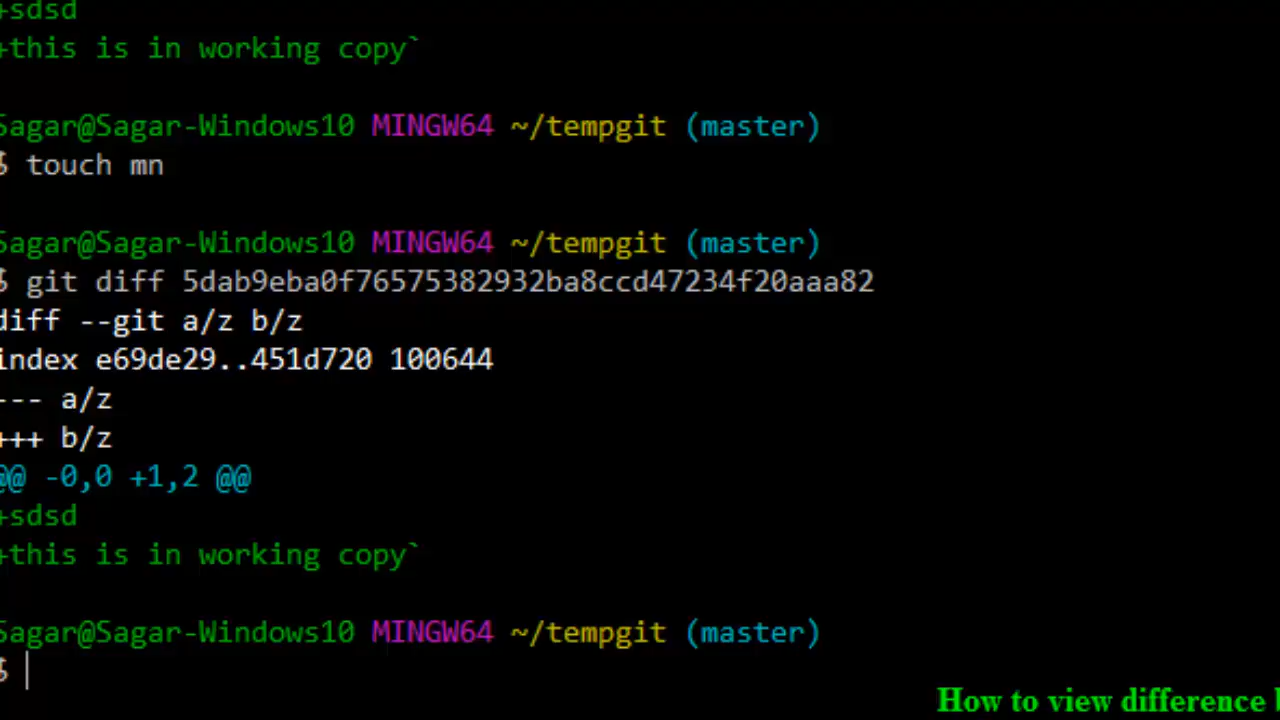 +sdsd
+this is in working copy`
Sagar@Sagar-Windows10 MINGW64 ~/tempgit (master)
$ touch mn
Sagar@Sagar-Windows10 MINGW64 ~/tempgit (master)
$ git diff 5dab9eba0f76575382932ba8ccd47234f20aaa82
diff --git a/z b/z
index e69de29..451d720 100644
--- a/z
+++ b/z
@@ -0,0 +1,2 @@
+sdsd
+this is in working copy`
Sagar@Sagar-Windows10 MINGW64 ~/tempgit (master)
$
How to view difference